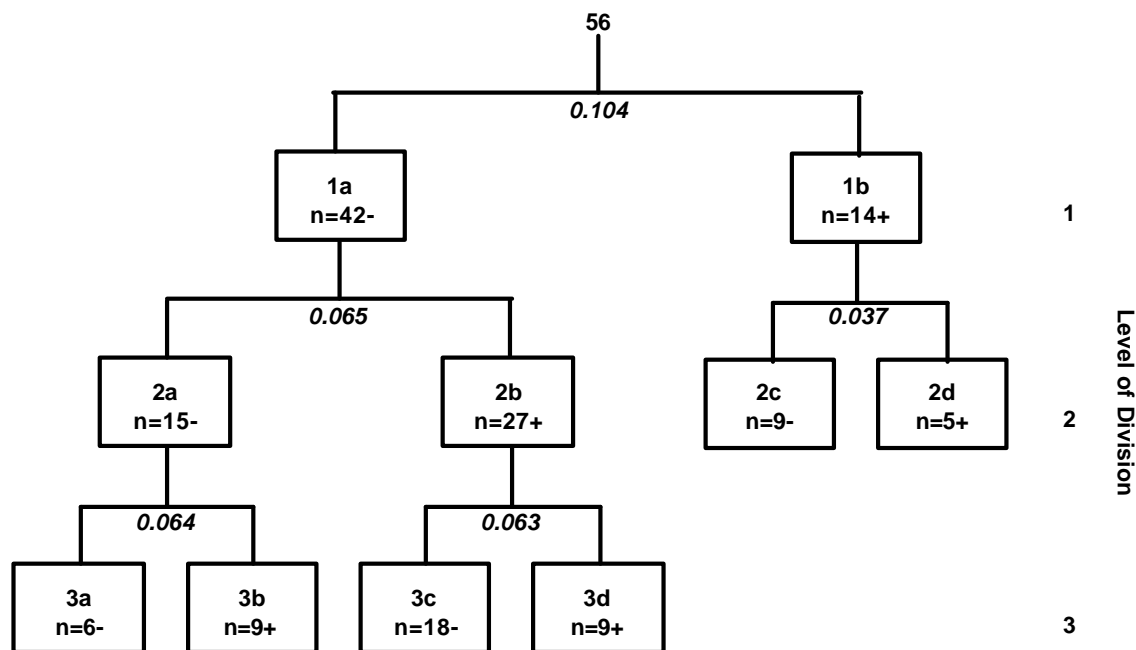 56
0.104
1a
n=42-
1b
n=14+
1
0.065
0.037
2a
n=15-
2b
n=27+
2c
n=9-
2d
n=5+
2
Level of Division
0.064
0.063
3a
n=6-
3b
n=9+
3c
n=18-
3d
n=9+
3